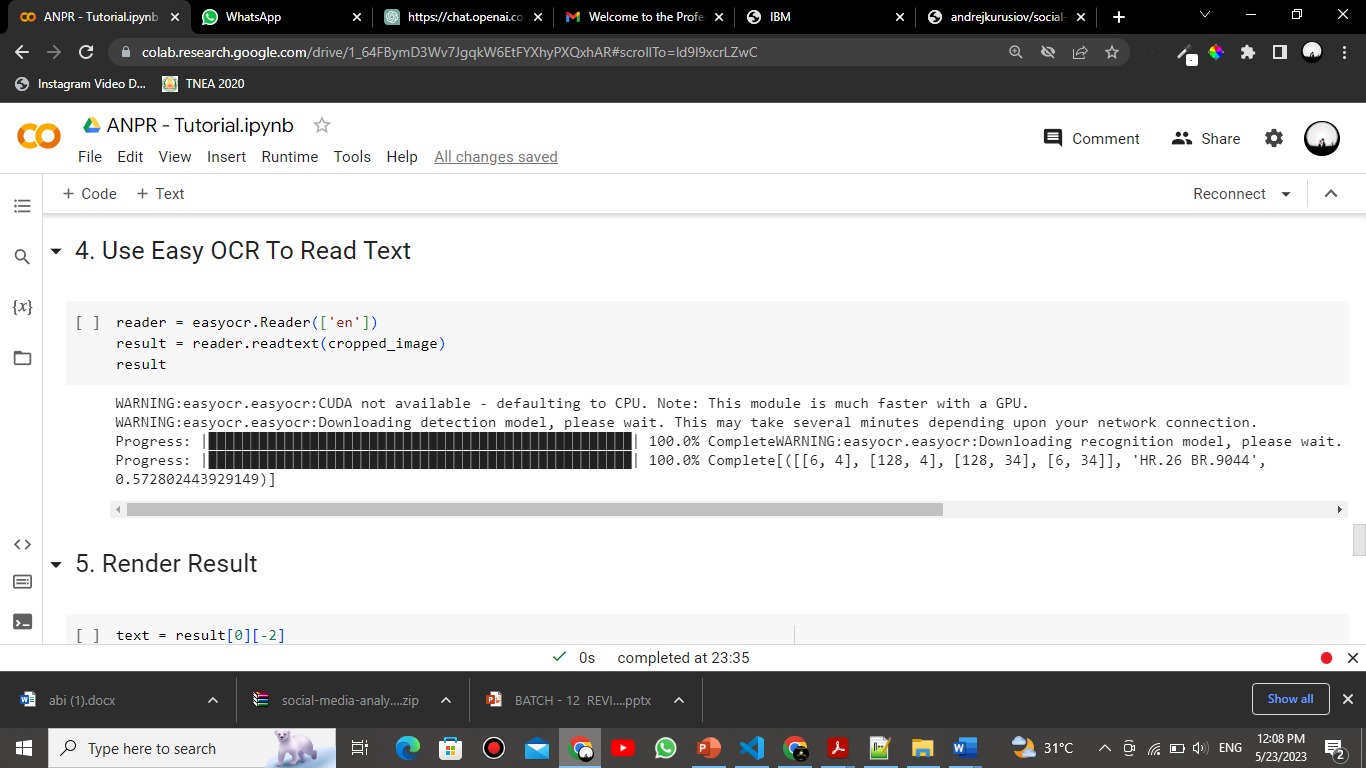 ANPR - Tutorial.ipynb
WhatsApp
https://chat.openai.co
Welcome to the Profe
IBM
andrejkurusiov/social-
colab.research.google.com/drive/1_64FBymD3Wv7JgqkW6EtFYXhyPXQxhAR#scrollTo=ld9I9xcrLZwC
Instagram Video D... TNEA 2020
ANPR - Tutorial.ipynb
Comment Share
File Edit View Insert Runtime Tools Help All changes saved
+ Code + Text Reconnect
4. Use Easy OCR To Read Text
[ ] reader = easyocr.Reader(['en'])
result = reader.readtext(cropped_image)
result
{x}
WARNING:easyocr.easyocr:CUDA not available - defaulting to CPU. Note: This module is much faster with a GPU.
WARNING:easyocr.easyocr:Downloading detection model, please wait. This may take several minutes depending upon your network connection.
Progress: |██████████████████████████████████████████████████| 100.0% CompleteWARNING:easyocr.easyocr:Downloading recognition model, please wait.
Progress: |██████████████████████████████████████████████████| 100.0% Complete[([[6, 4], [128, 4], [128, 34], [6, 34]], 'HR.26 BR.9044',
0.572802443929149)]
5. Render Result
[ ] text = result[0][-2]
0s completed at 23:35
abi (1).docx
social-media-analy....zip
BATCH - 12 REVI....pptx
Show all
Type here to search
31°C
ENG
12:08 PM
5/23/2023
2